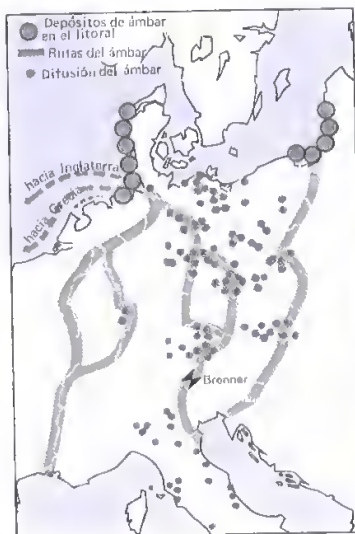 Depósitos de ámbar
en el litoral
Rutas del ámbar
Difusión del ámbar
hacia Inglaterra
hacia Grecia
Brenner